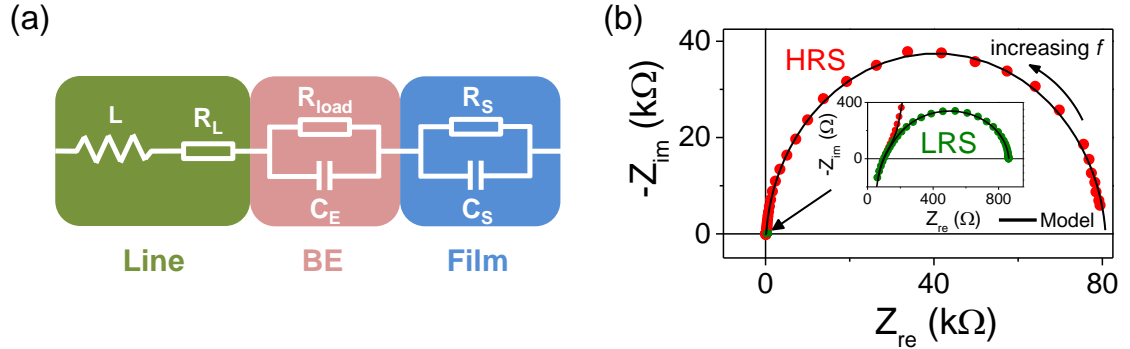 (a)
L
R_L
R_load
C_E
R_S
C_S
Line
BE
Film
(b)
-Z_im (kΩ)
40
20
0
HRS
increasing f
-Z_im (Ω)
400
0
LRS
0 400 800
Z_re (Ω)
Model
0 40 80
Z_re (kΩ)